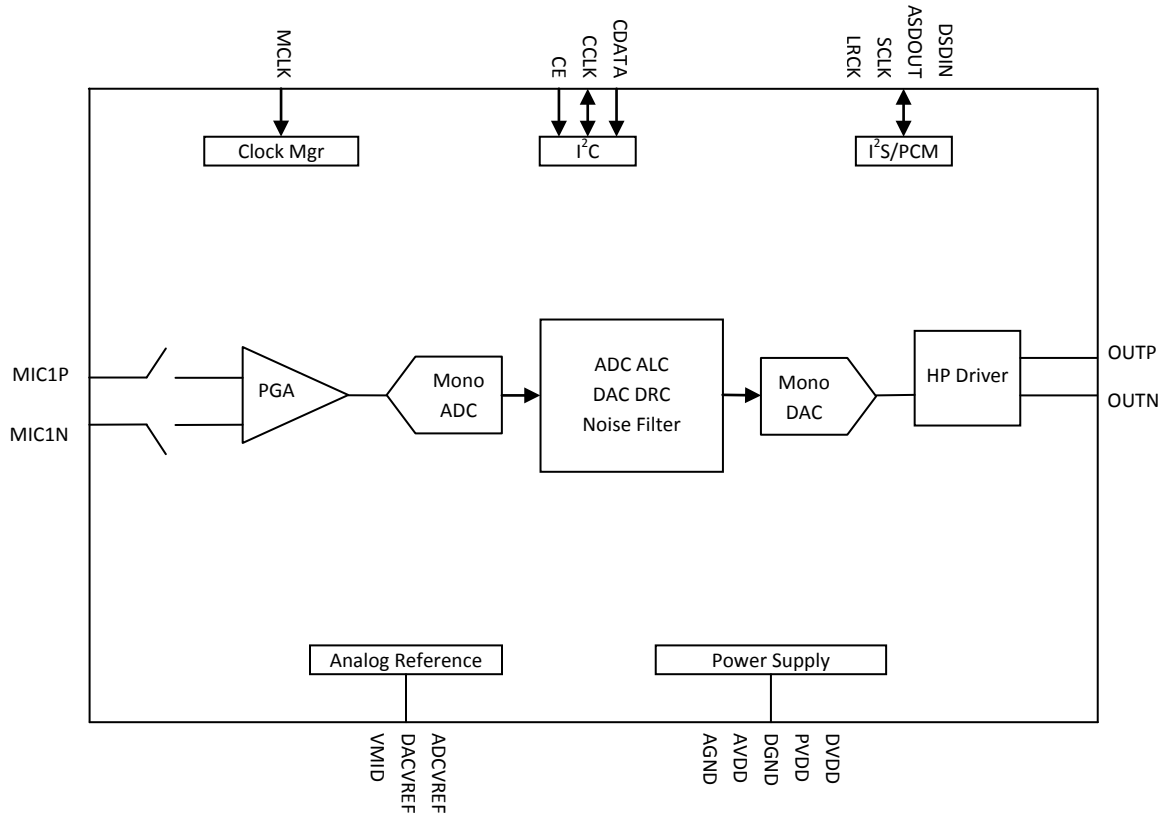 MCLK
CE
CCLK
CDATA
LRCK
SCLK
ASDOUT
DSDIN
Clock Mgr
I²C
I²S/PCM
MIC1P
MIC1N
PGA
Mono
ADC
ADC ALC
DAC DRC
Noise Filter
Mono
DAC
HP Driver
OUTP
OUTN
Analog Reference
Power Supply
VMID
DACVREF
ADCVREF
AGND
AVDD
DGND
PVDD
DVDD